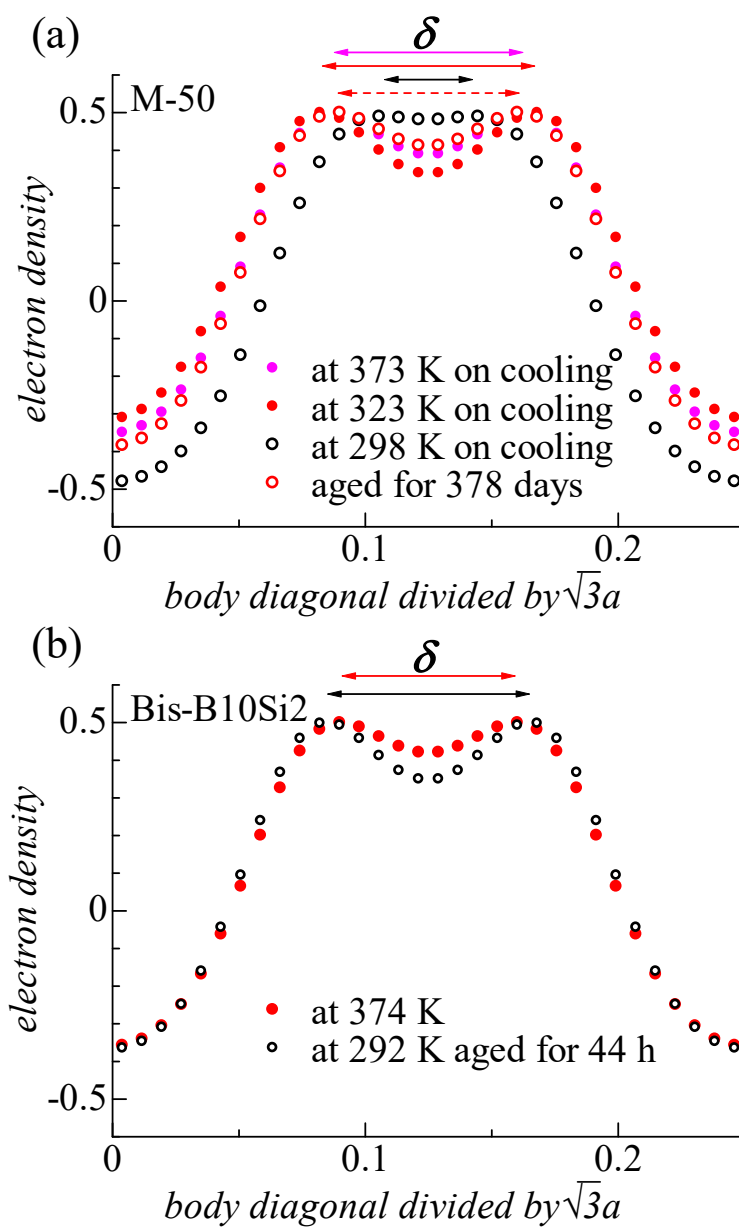 (a)
δ
M-50
0.5
0
-0.5
electron density
at 373 K on cooling
at 323 K on cooling
at 298 K on cooling
aged for 378 days
0
0.1
0.2
body diagonal divided by√3a
(b)
δ
Bis-B10Si2
0.5
0
-0.5
electron density
at 374 K
at 292 K aged for 44 h
0
0.1
0.2
body diagonal divided by√3a